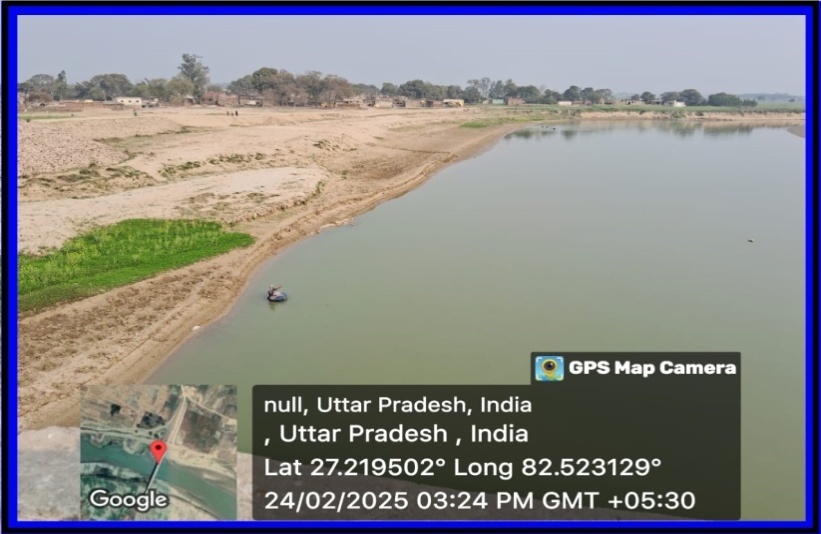 GPS Map Camera
null, Uttar Pradesh, India
, Uttar Pradesh , India
Lat 27.219502° Long 82.523129°
24/02/2025 03:24 PM GMT +05:30
Google